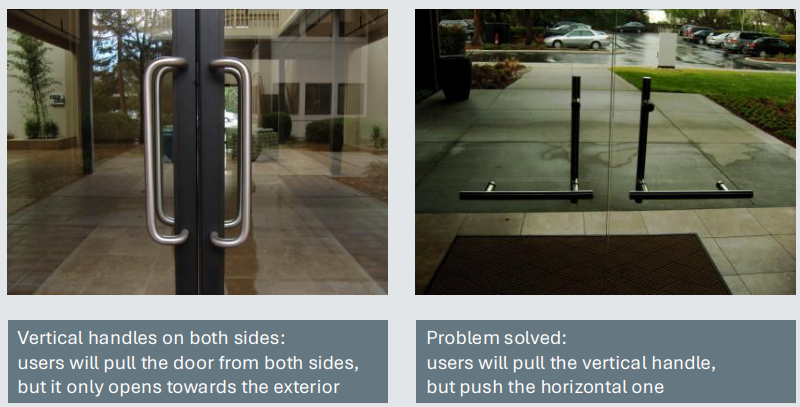 Vertical handles on both sides:
users will pull the door from both sides,
but it only opens towards the exterior
Problem solved:
users will pull the vertical handle,
but push the horizontal one